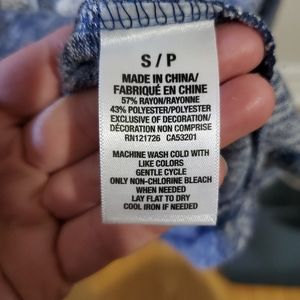 S / P
MADE IN CHINA/
FABRIQUÉ EN CHINE
57% RAYON/RAYONNE
43% POLYESTER/POLYESTER
EXCLUSIVE OF DECORATION/
DÉCORATION NON COMPRISE
RN121726 CA53201
MACHINE WASH COLD WITH
LIKE COLORS
GENTLE CYCLE
ONLY NON-CHLORINE BLEACH
WHEN NEEDED
LAY FLAT TO DRY
COOL IRON IF NEEDED